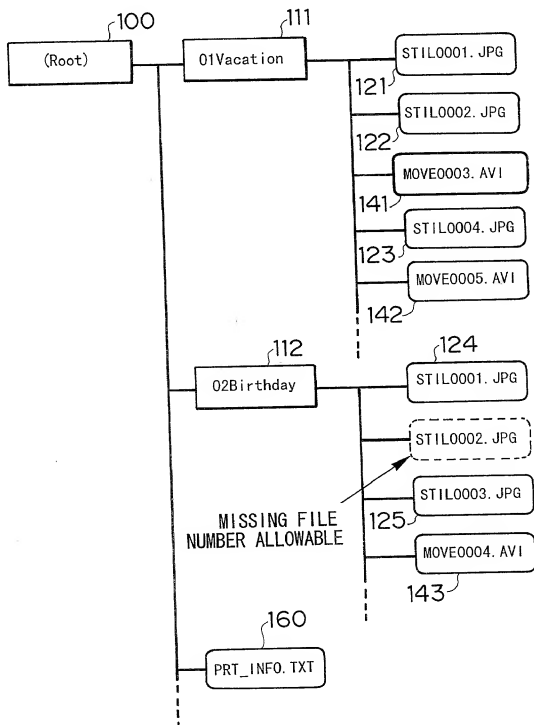 100
(Root)
111
01Vacation
STIL0001.JPG
121
STIL0002.JPG
122
MOVE0003.AVI
141
STIL0004.JPG
123
MOVE0005.AVI
142
112
02Birthday
124
STIL0001.JPG
STIL0002.JPG
MISSING FILE
NUMBER ALLOWABLE
STIL0003.JPG
125
MOVE0004.AVI
143
160
PRT_INFO.TXT